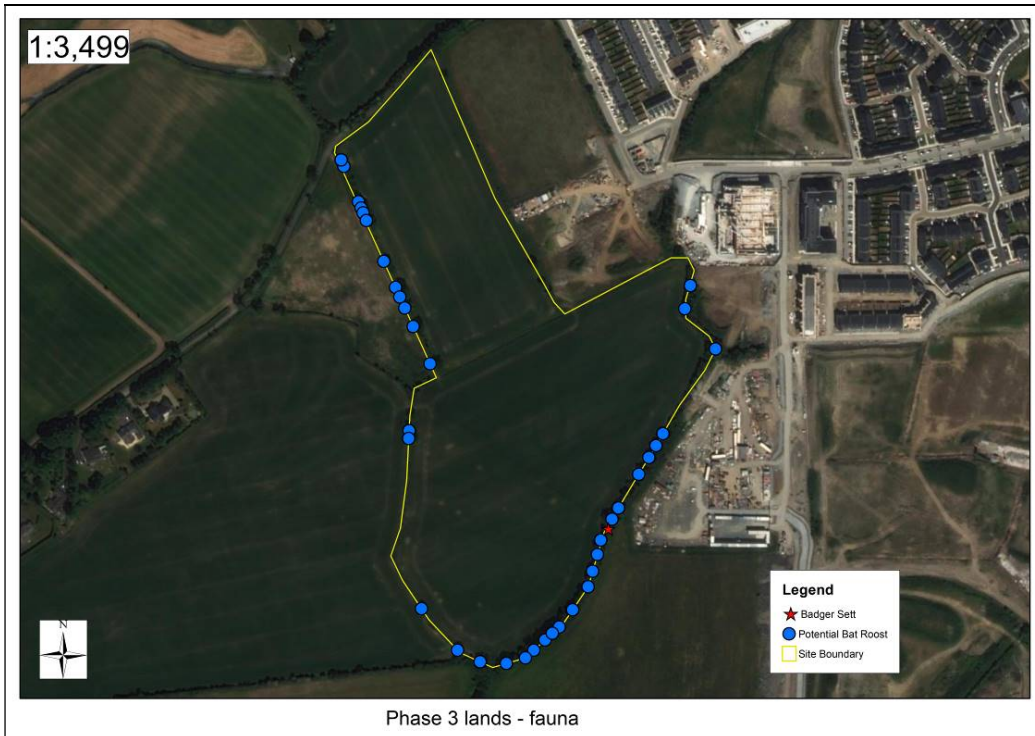 1:3,499
N
Legend
Badger Sett
Potential Bat Roost
Site Boundary
Phase 3 lands - fauna